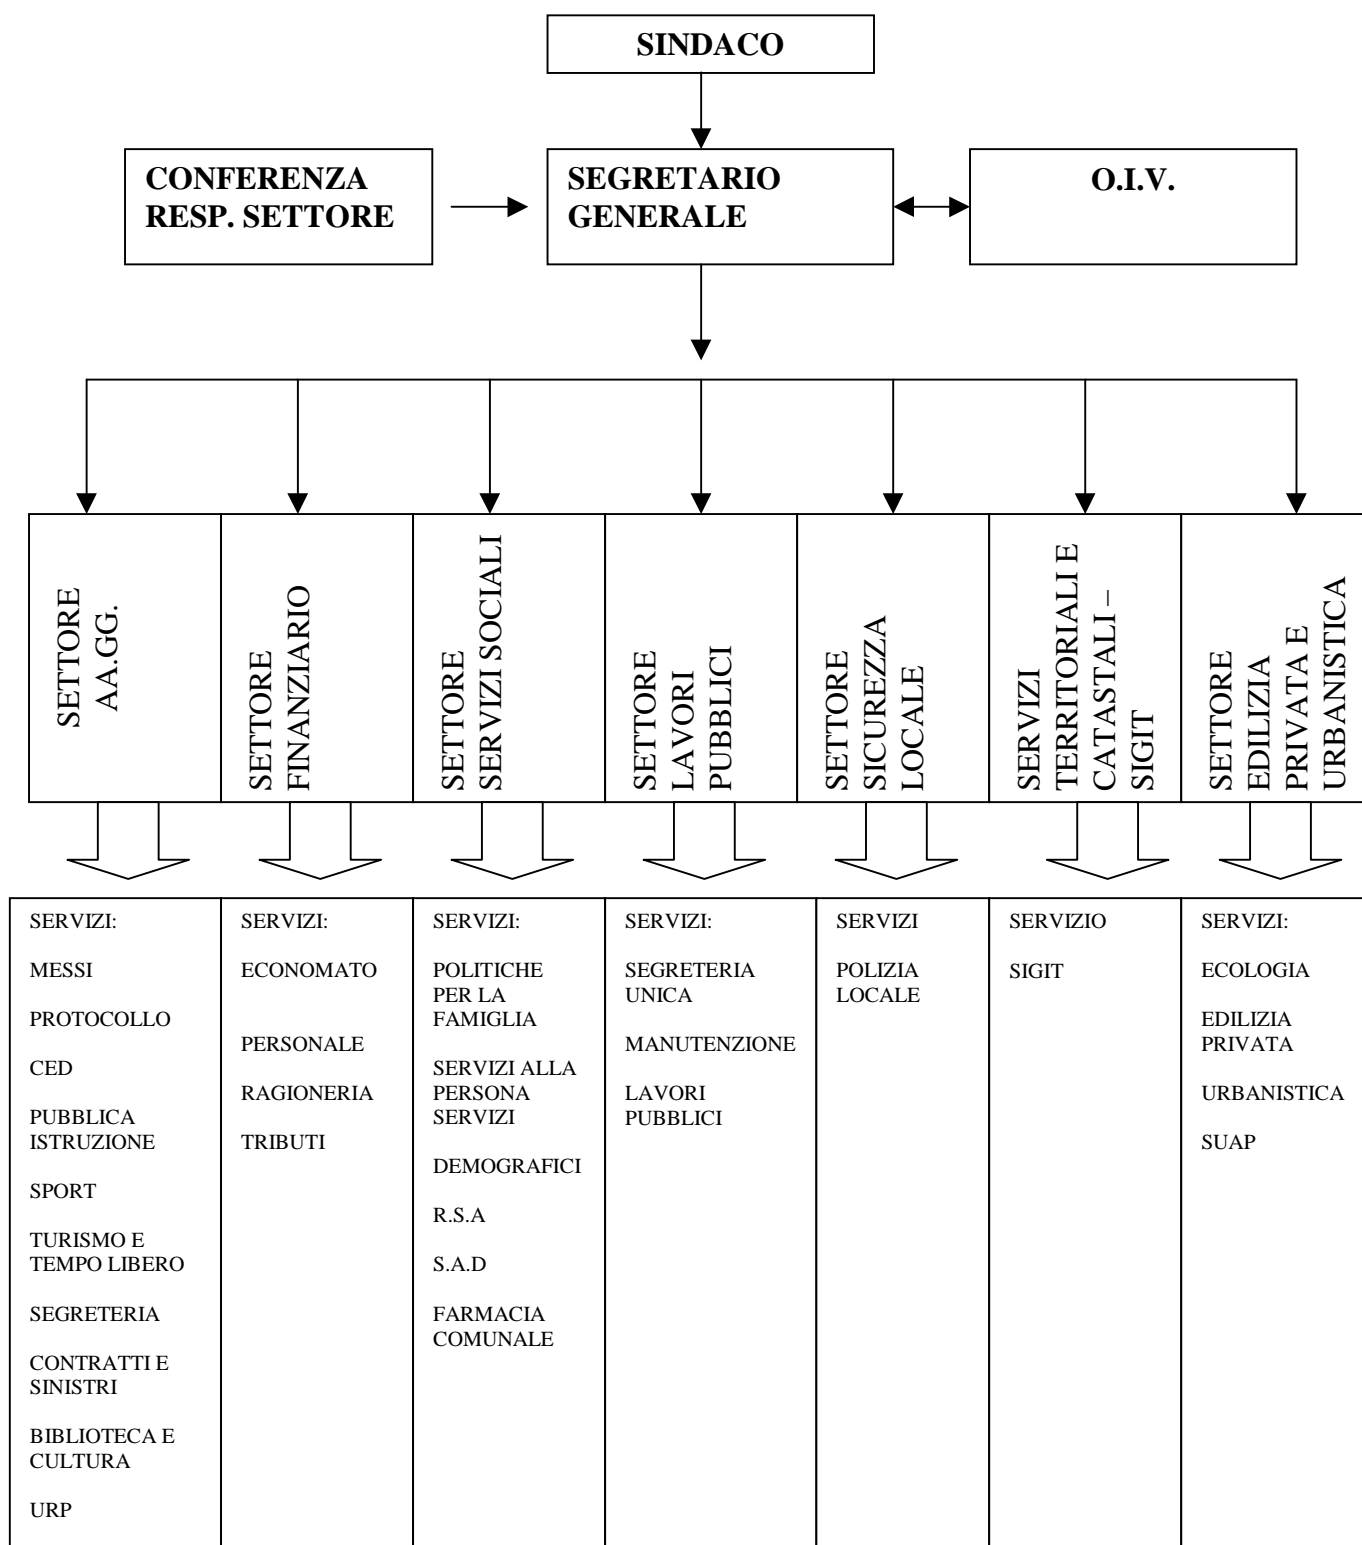 SINDACO
CONFERENZA
RESP. SETTORE
SEGRETARIO
GENERALE
O.I.V.
SETTORE
AA.GG.
SETTORE
FINANZIARIO
SETTORE
SERVIZI SOCIALI
SETTORE
LAVORI
PUBBLICI
SETTORE
SICUREZZA
LOCALE
SERVIZI
TERRITORIALI E
CATASTALI –
SIGIT
SETTORE
EDILIZIA
PRIVATA E
URBANISTICA
SERVIZI:
MESSI
PROTOCOLLO
CED
PUBBLICA
ISTRUZIONE
SPORT
TURISMO E
TEMPO LIBERO
SEGRETERIA
CONTRATTI E
SINISTRI
BIBLIOTECA E
CULTURA
URP
SERVIZI:
ECONOMATO
PERSONALE
RAGIONERIA
TRIBUTI
SERVIZI:
POLITICHE
PER LA
FAMIGLIA
SERVIZI ALLA
PERSONA
SERVIZI
DEMOGRAFICI
R.S.A
S.A.D
FARMACIA
COMUNALE
SERVIZI:
SEGRETERIA
UNICA
MANUTENZIONE
LAVORI
PUBBLICI
SERVIZI
POLIZIA
LOCALE
SERVIZIO
SIGIT
SERVIZI:
ECOLOGIA
EDILIZIA
PRIVATA
URBANISTICA
SUAP